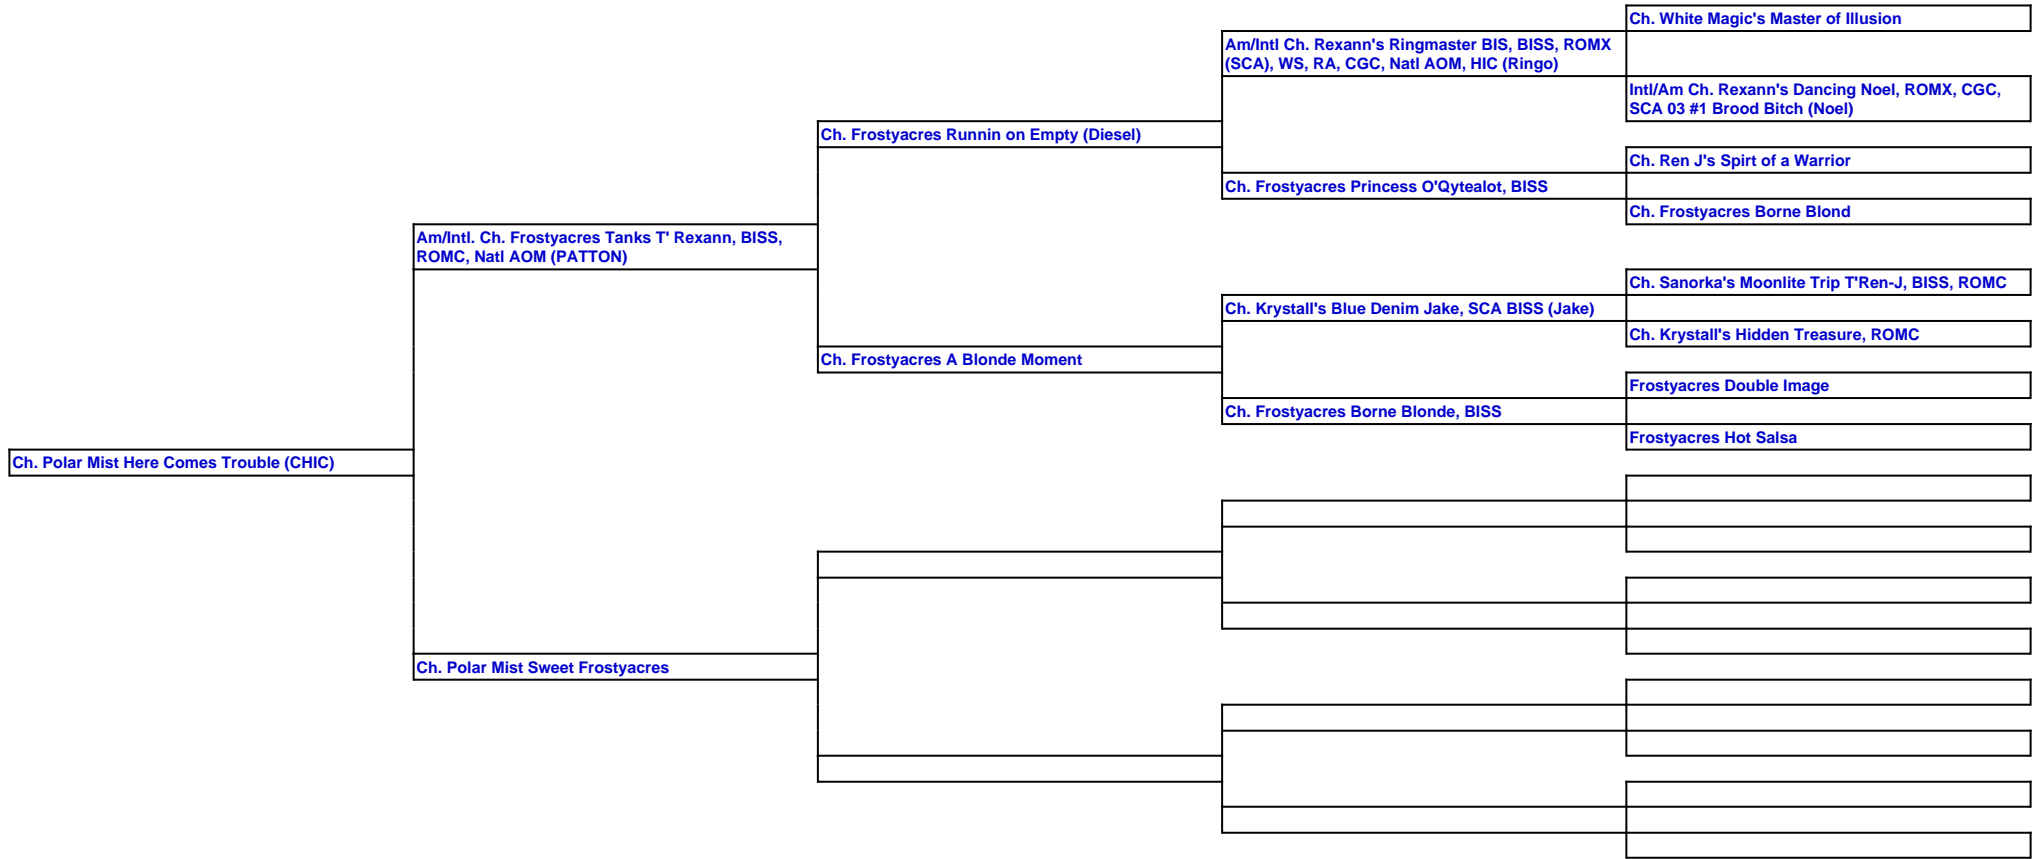 Ch. White Magic's Master of Illusion
Am/Intl Ch. Rexann's Ringmaster BIS, BISS, ROMX
(SCA), WS, RA, CGC, Natl AOM, HIC (Ringo)
Intl/Am Ch. Rexann's Dancing Noel, ROMX, CGC,
SCA 03 #1 Brood Bitch (Noel)
Ch. Frostyacres Runnin on Empty (Diesel)
Ch. Ren J's Spirt of a Warrior
Ch. Frostyacres Princess O'Qytealot, BISS
Ch. Frostyacres Borne Blond
Am/Intl. Ch. Frostyacres Tanks T' Rexann, BISS,
ROMC, Natl AOM (PATTON)
Ch. Sanorka's Moonlite Trip T'Ren-J, BISS, ROMC
Ch. Krystall's Blue Denim Jake, SCA BISS (Jake)
Ch. Krystall's Hidden Treasure, ROMC
Ch. Frostyacres A Blonde Moment
Frostyacres Double Image
Ch. Frostyacres Borne Blonde, BISS
Frostyacres Hot Salsa
Ch. Polar Mist Here Comes Trouble (CHIC)
Ch. Polar Mist Sweet Frostyacres